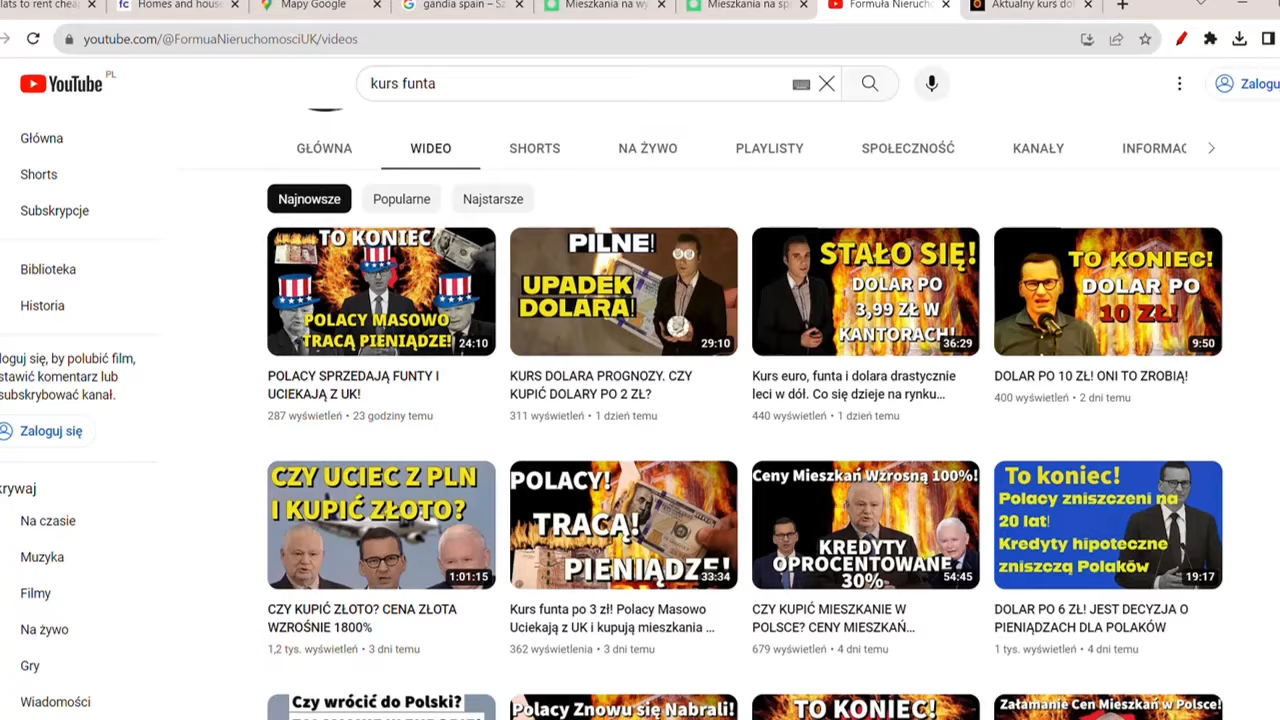 lats to rent cheap
Homes and hous
Mapy Google
gandia spain – Sz
Mieszkania na wy
Mieszkania na sp
Formuła Nieruch
Aktualny kurs dol
youtube.com/@FormuaNieruchomosciUK/videos
YouTube PL
kurs funta
Zalogu
Główna
Shorts
Subskrypcje
Biblioteka
Historia
loguj się, by polubić film,
stawić komentarz lub
subskrybować kanał.
Zaloguj się
krywaj
Na czasie
Muzyka
Filmy
Na żywo
Gry
Wiadomości
GŁÓWNA
WIDEO
SHORTS
NA ŻYWO
PLAYLISTY
SPOŁECZNOŚĆ
KANAŁY
INFORMAC
Najnowsze
Popularne
Najstarsze
TO KONIEC
POLACY MASOWO
TRACĄ PIENIĄDZE!
24:10
POLACY SPRZEDAJĄ FUNTY I
UCIEKAJĄ Z UK!
287 wyświetleń • 23 godziny temu
PILNE!
UPADEK
DOLARA!
29:10
KURS DOLARA PROGNOZY. CZY
KUPIĆ DOLARY PO 2 ZŁ?
311 wyświetleń • 1 dzień temu
STAŁO SIĘ!
DOLAR PO
3,99 ZŁ W
KANTORACH!
36:29
Kurs euro, funta i dolara drastycznie
leci w dół. Co się dzieje na rynku...
440 wyświetleń • 1 dzień temu
TO KONIEC!
DOLAR PO
10 ZŁ!
9:50
DOLAR PO 10 ZŁ! ONI TO ZROBIĄ!
400 wyświetleń • 2 dni temu
CZY UCIEC Z PLN
I KUPIĆ ZŁOTO?
1:01:15
CZY KUPIĆ ZŁOTO? CENA ZŁOTA
WZROŚNIE 1800%
1,2 tys. wyświetleń • 3 dni temu
POLACY!
TRACĄ!
PIENIĄDZE!
33:34
Kurs funta po 3 zł! Polacy Masowo
Uciekają z UK i kupują mieszkania ...
362 wyświetlenia • 3 dni temu
Ceny Mieszkań Wzrosną 100%!
KREDYTY
OPROCENTOWANE
30%
54:45
CZY KUPIĆ MIESZKANIE W
POLSCE? CENY MIESZKAŃ...
679 wyświetleń • 4 dni temu
To koniec!
Polacy zniszczeni na
20 lat!
Kredyty hipoteczne
zniszczą Polaków
19:17
DOLAR PO 6 ZŁ! JEST DECYZJA O
PIENIĄDZACH DLA POLAKÓW
1 tys. wyświetleń • 4 dni temu
Czy wrócić do Polski?
Polacy Znowu się Nabrali!
TO KONIEC!
Załamanie Cen Mieszkań w Polsce!